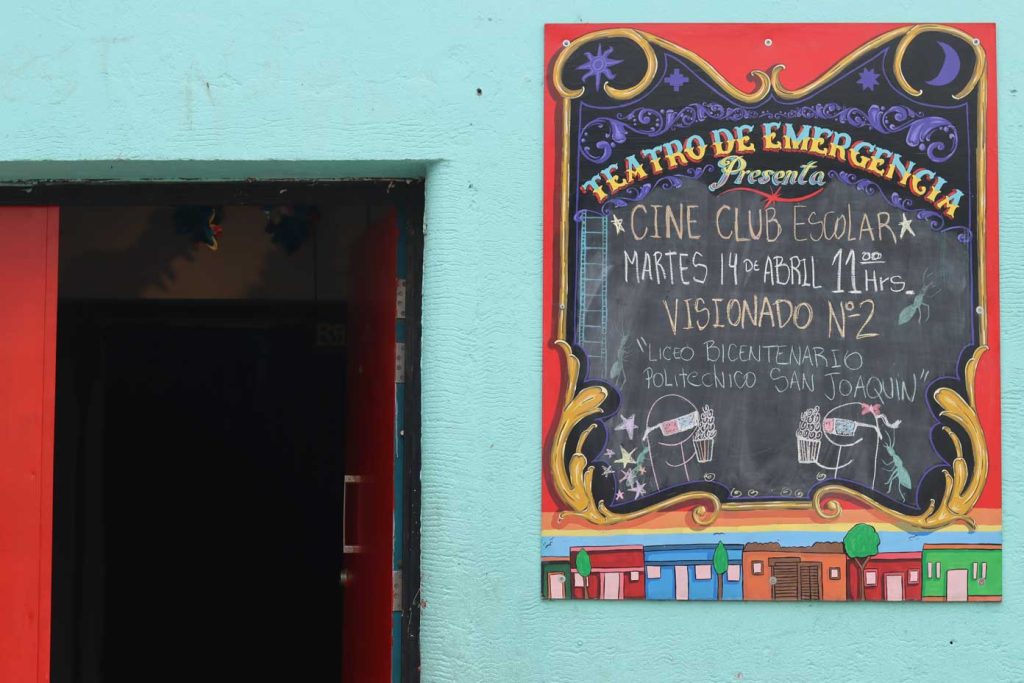 TEATRO DE EMERGENCIA
Presenta
CINE CLUB ESCOLAR
MARTES 14 DE ABRIL 11:00 Hrs.
VISIONADO Nº2
"LICEO BICENTENARIO
POLITECNICO SAN JOAQUIN"